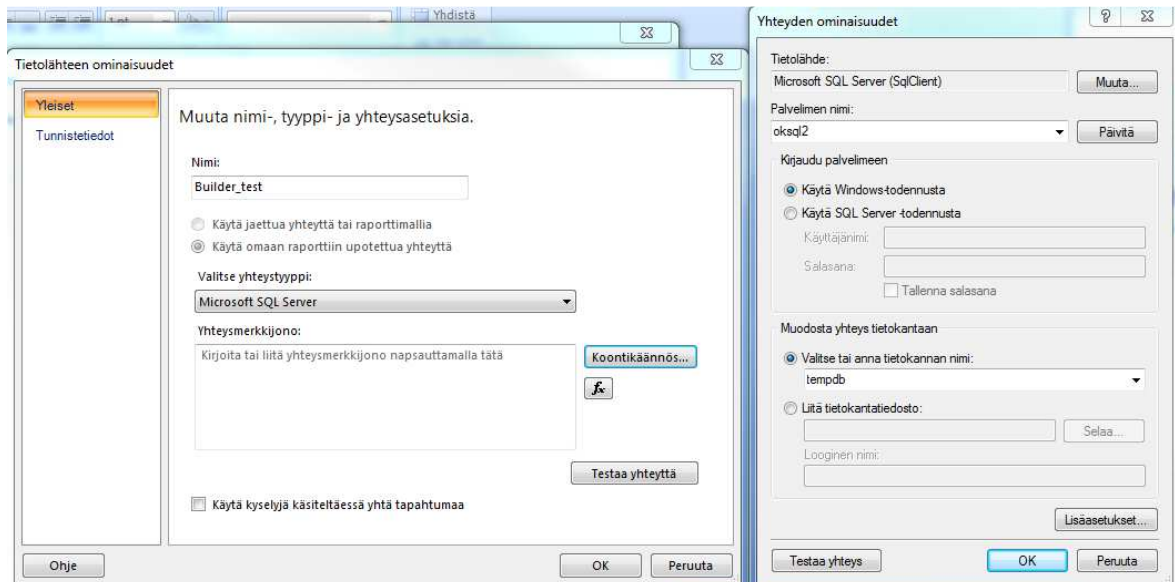 1 pt
Yhdistä
Tietolähteen ominaisuudet
Yleiset
Tunnistetiedot
Muuta nimi-, tyyppi- ja yhteysasetuksia.
Nimi:
Builder_test
Käytä jaettua yhteyttä tai raporttimallia
Käytä omaan raporttiin upotettua yhteyttä
Valitse yhteystyyppi:
Microsoft SQL Server
Yhteysmerkkijono:
Kirjoita tai liitä yhteysmerkkijono napsauttamalla tätä
Koontikäännös...
fx
Testaa yhteyttä
Käytä kyselyjä käsiteltäessä yhtä tapahtumaa
Ohje
OK
Peruuta
Yhteyden ominaisuudet
Tietolähde:
Microsoft SQL Server (SqlClient)
Muuta...
Palvelimen nimi:
oksql2
Päivitä
Kirjaudu palvelimeen
Käytä Windows-todennusta
Käytä SQL Server -todennusta
Käyttäjänimi:
Salasana:
Tallenna salasana
Muodosta yhteys tietokantaan
Valitse tai anna tietokannan nimi:
tempdb
Liitä tietokantatiedosto:
Selaa...
Looginen nimi:
Lisäasetukset...
Testaa yhteys
OK
Peruuta